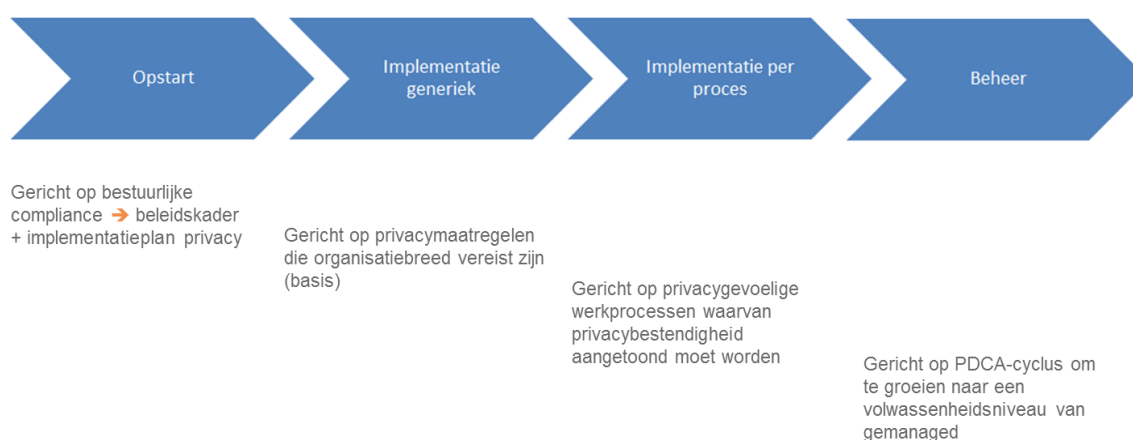 Opstart
Implementatie
generiek
Implementatie per
proces
Beheer
Gericht op bestuurlijke
compliance ➔ beleidskader
+ implementatieplan privacy
Gericht op privacymaatregelen
die organisatiebreed vereist zijn
(basis)
Gericht op privacygevoelige
werkprocessen waarvan
privacybestendigheid
aangetoond moet worden
Gericht op PDCA-cyclus om
te groeien naar een
volwassenheidsniveau van
gemanaged